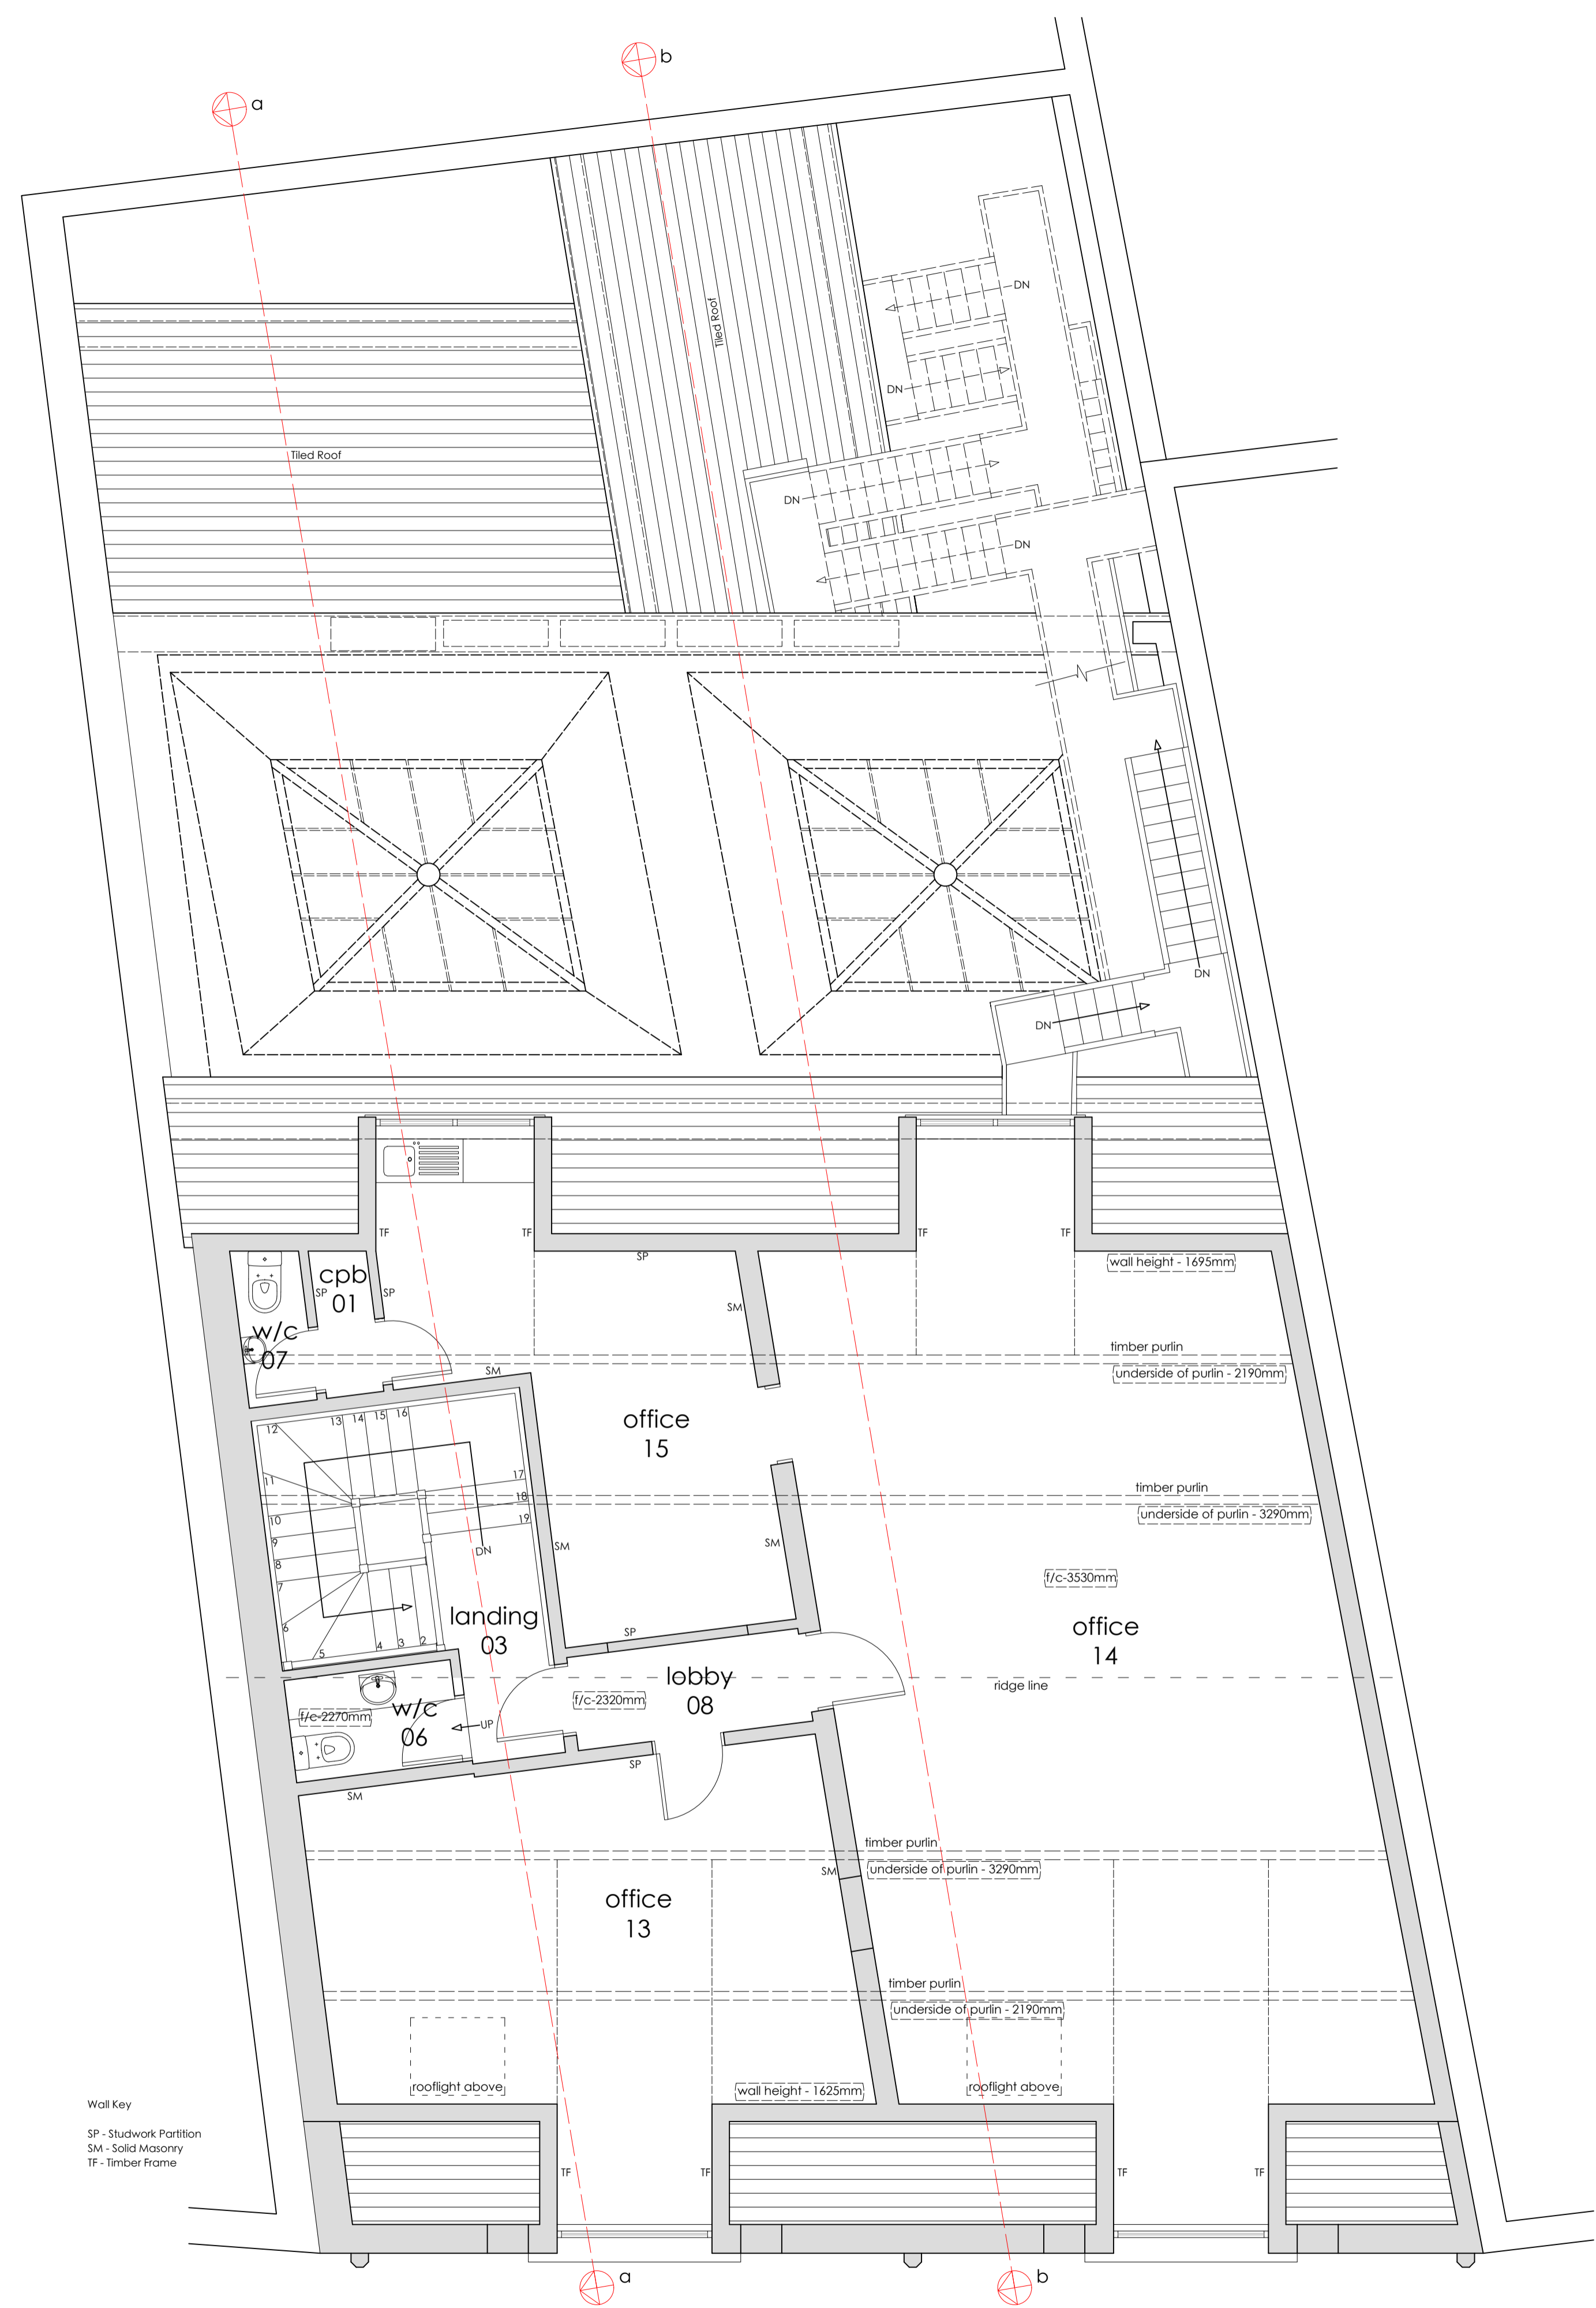 b
a
DN
Tiled Roof
DN
Tiled Roof
DN
DN
DN
DN
TF
TF
TF
TF
SP
wall height - 1695mm
cpb
01
SP
SP
SM
w/c
07
timber purlin
underside of purlin - 2190mm
SM
office
15
16
15
14
13
12
11
10
9
8
7
6
5
4
3
2
17
18
19
DN
timber purlin
underside of purlin - 3290mm
SM
SM
f/c-3530mm
landing
03
SP
office
14
lobby
08
ridge line
f/c-2320mm
w/c
06
f/c-2270mm
UP
SP
SM
timber purlin
underside of purlin - 3290mm
SM
office
13
timber purlin
underside of purlin - 2190mm
rooflight above
wall height - 1625mm
rooflight above
Wall Key
SP - Studwork Partition
SM - Solid Masonry
TF - Timber Frame
TF
TF
TF
TF
a
b